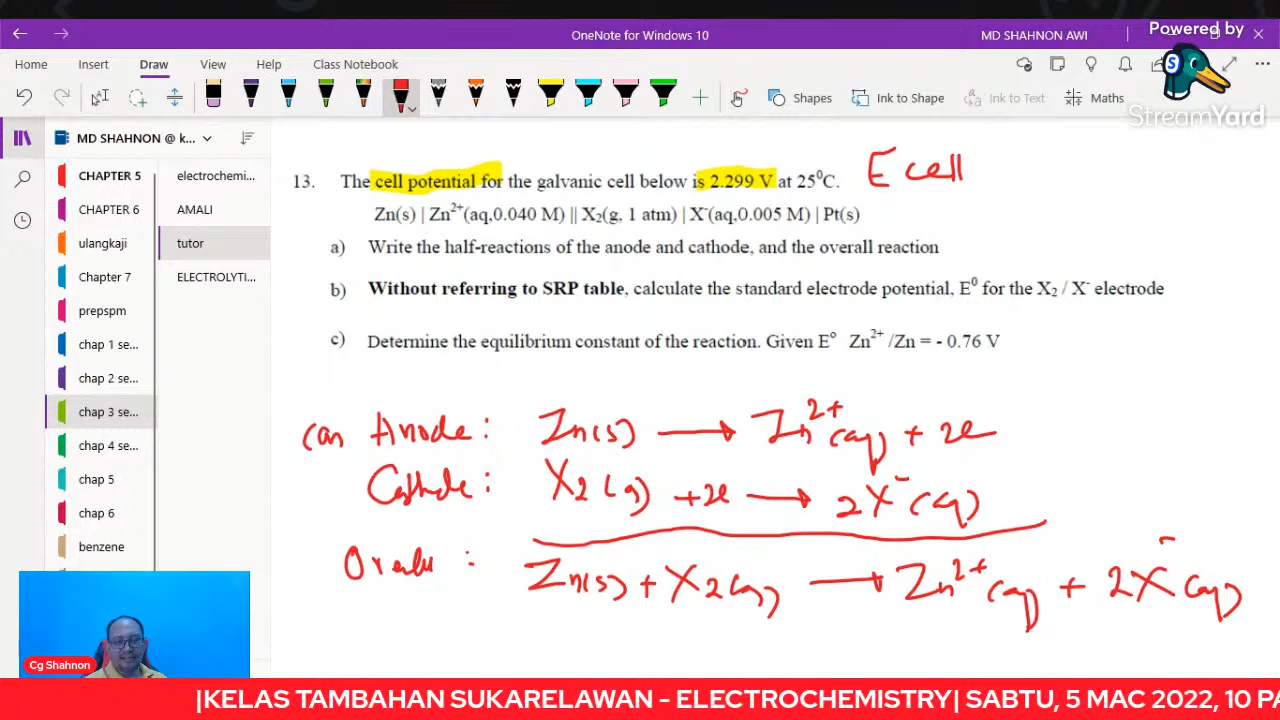 Powered by
StreamYard
OneNote for Windows 10
MD SHAHNON AWI
Home Insert Draw View Help Class Notebook
Shapes Ink to Shape Ink to Text Maths
MD SHAHNON @ k...
CHAPTER 5
CHAPTER 6
ulangkaji
Chapter 7
prepspm
chap 1 se...
chap 2 se...
chap 3 se...
chap 4 se...
chap 5
chap 6
benzene
electrochemi...
AMALI
tutor
ELECTROLYTI...
13. The cell potential for the galvanic cell below is 2.299 V at 25⁰C. E cell
Zn(s) | Zn²⁺(aq,0.040 M) || X₂(g, 1 atm) | X⁻(aq,0.005 M) | Pt(s)
a) Write the half-reactions of the anode and cathode, and the overall reaction
b) Without referring to SRP table, calculate the standard electrode potential, E⁰ for the X₂ / X⁻ electrode
c) Determine the equilibrium constant of the reaction. Given E° Zn²⁺ /Zn = - 0.76 V
Anode: Zn(s) → Zn²⁺(aq) + 2e
Cathode: X₂(g) + 2e → 2X⁻(aq)
: Zn(s) + X₂(g) → Zn²⁺(aq) + 2X⁻(aq)
Cg Shahnon
|KELAS TAMBAHAN SUKARELAWAN - ELECTROCHEMISTRY| SABTU, 5 MAC 2022, 10 PA